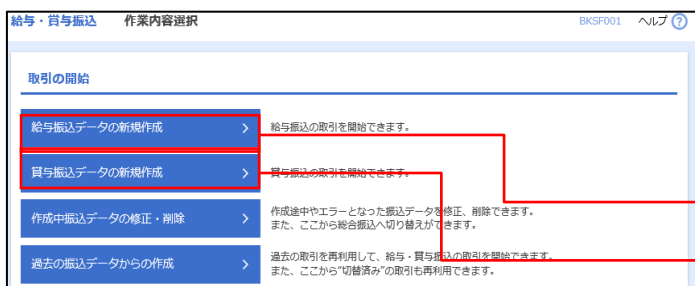 給与・賞与振込 作業内容選択 BKSF001 ヘルプ ?
取引の開始
給与振込データの新規作成
給与振込の取引を開始できます。
賞与振込データの新規作成
賞与振込の取引を開始できます。
作成中振込データの修正・削除
作成途中やエラーとなった振込データを修正、削除できます。
また、ここから総合振込へ切り替えができます。
過去の振込データからの作成
過去の取引を再利用して、給与・賞与振込の取引を開始できます。
また、ここから"切替済み"の取引も再利用できます。